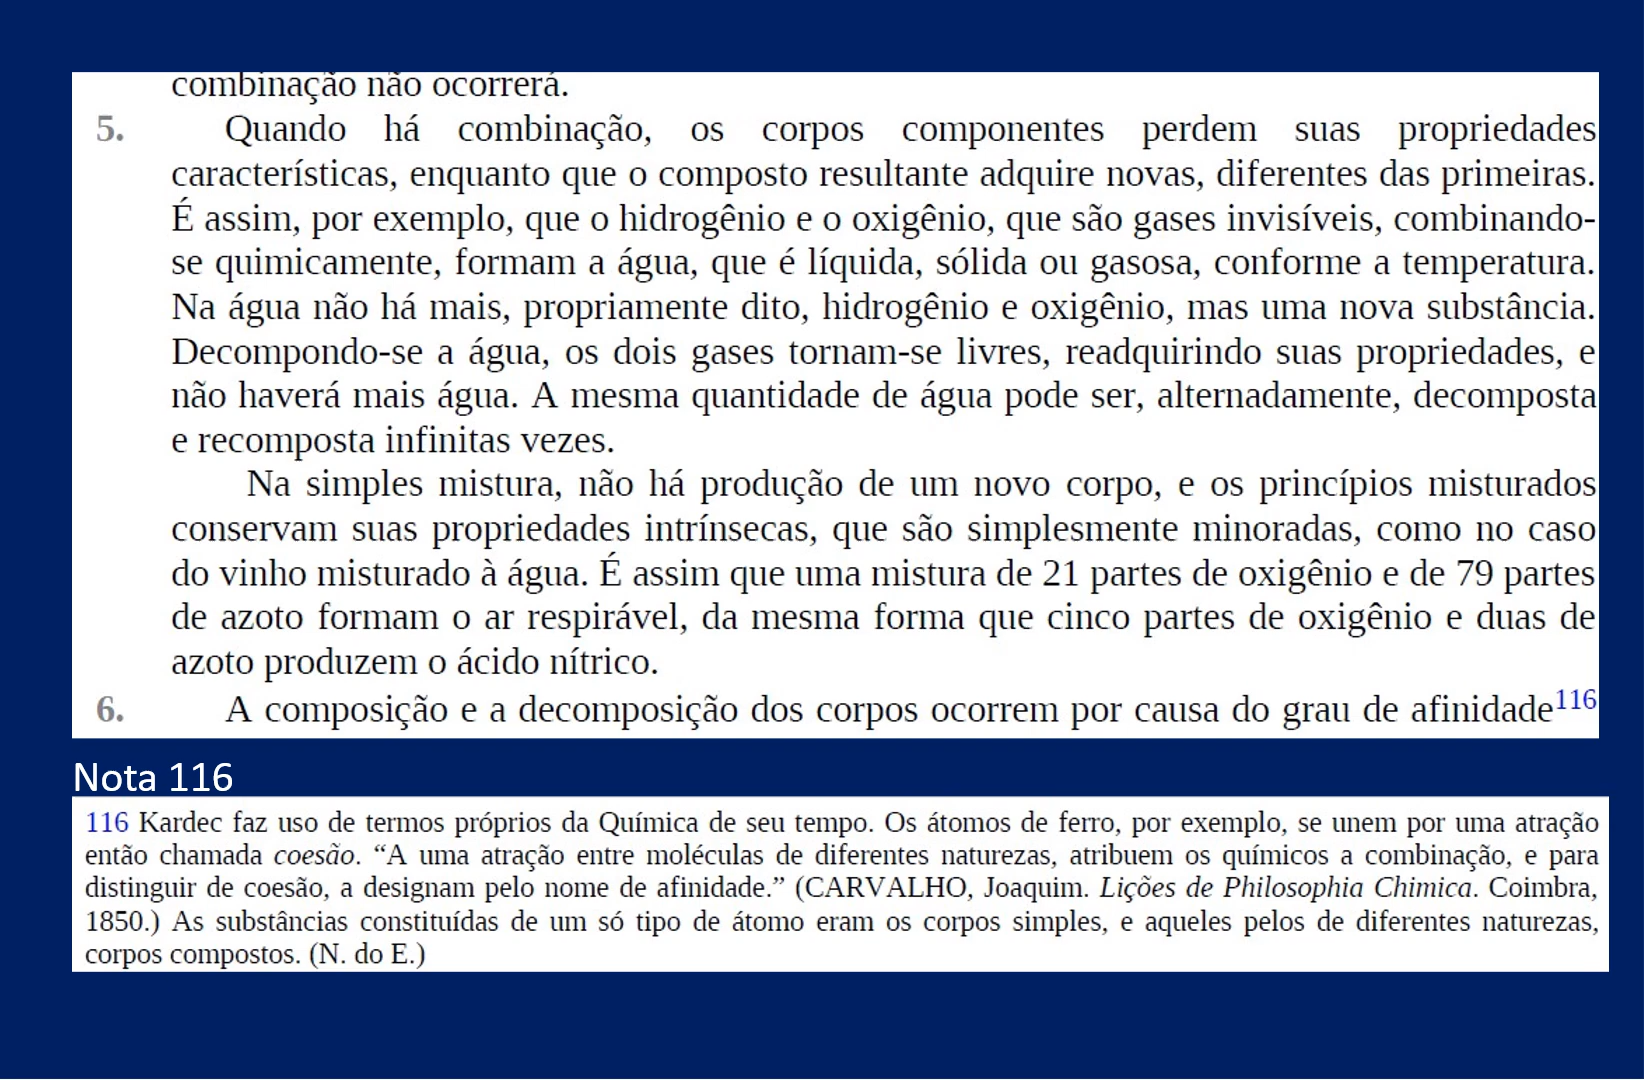 combinação não ocorrerá.
5. Quando há combinação, os corpos componentes perdem suas propriedades
características, enquanto que o composto resultante adquire novas, diferentes das primeiras.
É assim, por exemplo, que o hidrogênio e o oxigênio, que são gases invisíveis, combinando-
se quimicamente, formam a água, que é líquida, sólida ou gasosa, conforme a temperatura.
Na água não há mais, propriamente dito, hidrogênio e oxigênio, mas uma nova substância.
Decompondo-se a água, os dois gases tornam-se livres, readquirindo suas propriedades, e
não haverá mais água. A mesma quantidade de água pode ser, alternadamente, decomposta
e recomposta infinitas vezes.
Na simples mistura, não há produção de um novo corpo, e os princípios misturados
conservam suas propriedades intrínsecas, que são simplesmente minoradas, como no caso
do vinho misturado à água. É assim que uma mistura de 21 partes de oxigênio e de 79 partes
de azoto formam o ar respirável, da mesma forma que cinco partes de oxigênio e duas de
azoto produzem o ácido nítrico.
6. A composição e a decomposição dos corpos ocorrem por causa do grau de afinidade116
Nota 116
116 Kardec faz uso de termos próprios da Química de seu tempo. Os átomos de ferro, por exemplo, se unem por uma atração
então chamada coesão. “A uma atração entre moléculas de diferentes naturezas, atribuem os químicos a combinação, e para
distinguir de coesão, a designam pelo nome de afinidade.” (CARVALHO, Joaquim. Lições de Philosophia Chimica. Coimbra,
1850.) As substâncias constituídas de um só tipo de átomo eram os corpos simples, e aqueles pelos de diferentes naturezas,
corpos compostos. (N. do E.)